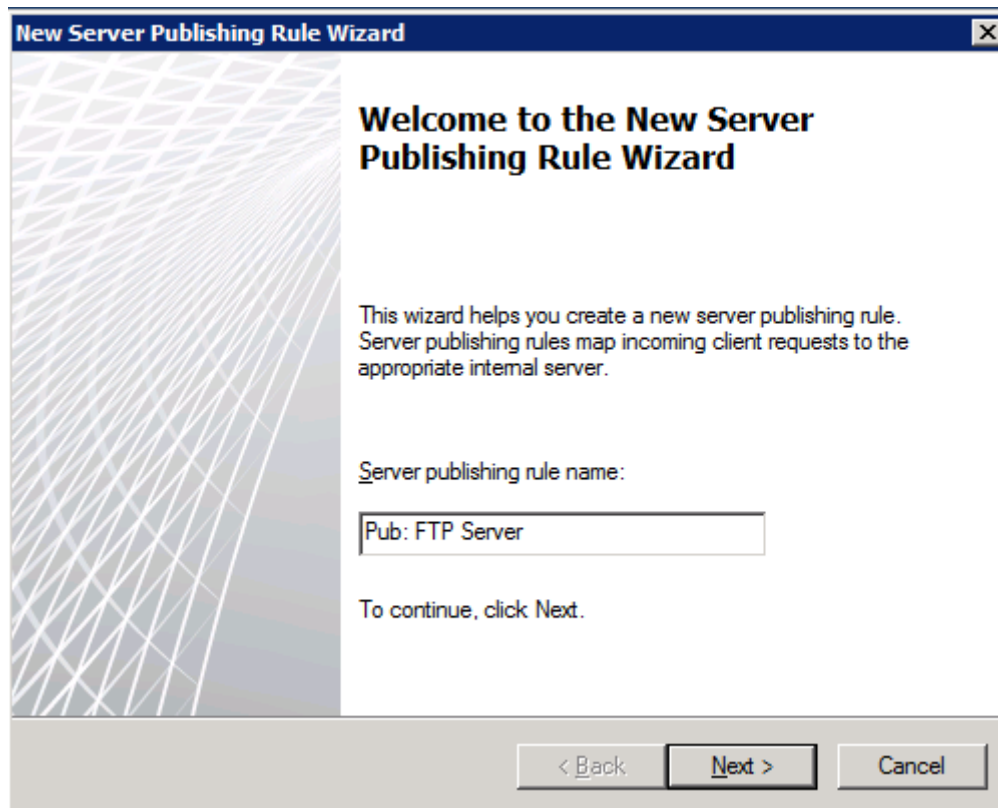 New Server Publishing Rule Wizard
Welcome to the New Server
Publishing Rule Wizard
This wizard helps you create a new server publishing rule.
Server publishing rules map incoming client requests to the
appropriate internal server.
Server publishing rule name:
Pub: FTP Server
To continue, click Next.
< Back
Next >
Cancel